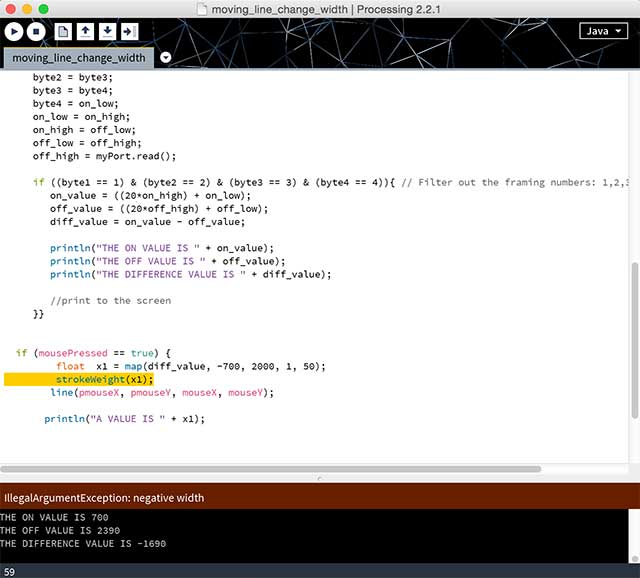 moving_line_change_width | Processing 2.2.1
Java
moving_line_change_width
byte2 = byte3;
byte3 = byte4;
byte4 = on_low;
on_low = on_high;
on_high = off_low;
off_low = off_high;
off_high = myPort.read();
if ((byte1 == 1) & (byte2 == 2) & (byte3 == 3) & (byte4 == 4)){ // Filter out the framing numbers: 1,2,3
on_value = ((20*on_high) + on_low);
off_value = ((20*off_high) + off_low);
diff_value = on_value - off_value;
println("THE ON VALUE IS " + on_value);
println("THE OFF VALUE IS " + off_value);
println("THE DIFFERENCE VALUE IS " + diff_value);
//print to the screen
}}
if (mousePressed == true) {
float  x1 = map(diff_value, -700, 2000, 1, 50);
strokeWeight(x1);
line(pmouseX, pmouseY, mouseX, mouseY);
println("A VALUE IS " + x1);
IllegalArgumentException: negative width
THE ON VALUE IS 700
THE OFF VALUE IS 2390
THE DIFFERENCE VALUE IS -1690
59